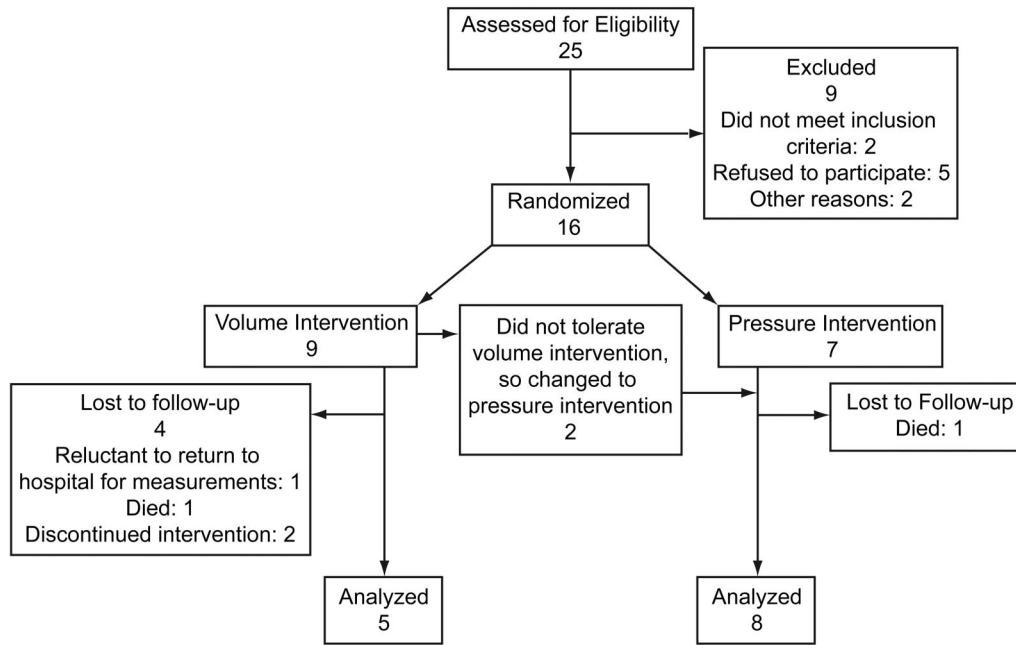 Assessed for Eligibility
25
Excluded
9
Did not meet inclusion
criteria: 2
Refused to participate: 5
Other reasons: 2
Randomized
16
Volume Intervention
9
Did not tolerate
volume intervention,
so changed to
pressure intervention
2
Pressure Intervention
7
Lost to follow-up
4
Reluctant to return to
hospital for measurements: 1
Died: 1
Discontinued intervention: 2
Lost to Follow-up
Died: 1
Analyzed
5
Analyzed
8